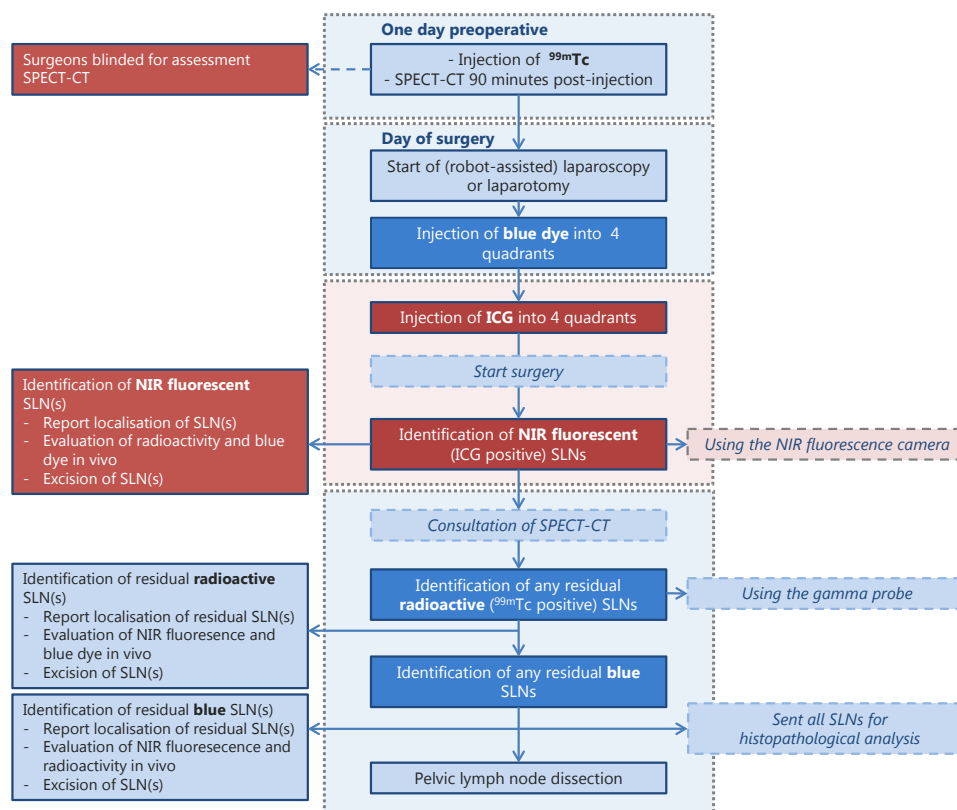 One day preoperative
Surgeons blinded for assessment
SPECT-CT
- Injection of 99mTc
- SPECT-CT 90 minutes post-injection
Day of surgery
Start of (robot-assisted) laparoscopy
or laparotomy
Injection of blue dye into 4
quadrants
Injection of ICG into 4 quadrants
Start surgery
Identification of NIR fluorescent
SLN(s)
- Report localisation of SLN(s)
- Evaluation of radioactivity and blue
dye in vivo
- Excision of SLN(s)
Identification of NIR fluorescent
(ICG positive) SLNs
Using the NIR fluorescence camera
Consultation of SPECT-CT
Identification of residual radioactive
SLN(s)
- Report localisation of residual SLN(s)
- Evaluation of NIR fluoresence and
blue dye in vivo
- Excision of SLN(s)
Identification of any residual
radioactive (99mTc positive) SLNs
Using the gamma probe
Identification of any residual blue
SLNs
Identification of residual blue SLN(s)
- Report localisation of residual SLN(s)
- Evaluation of NIR fluoresecence and
radioactivity in vivo
- Excision of SLN(s)
Sent all SLNs for
histopathological analysis
Pelvic lymph node dissection